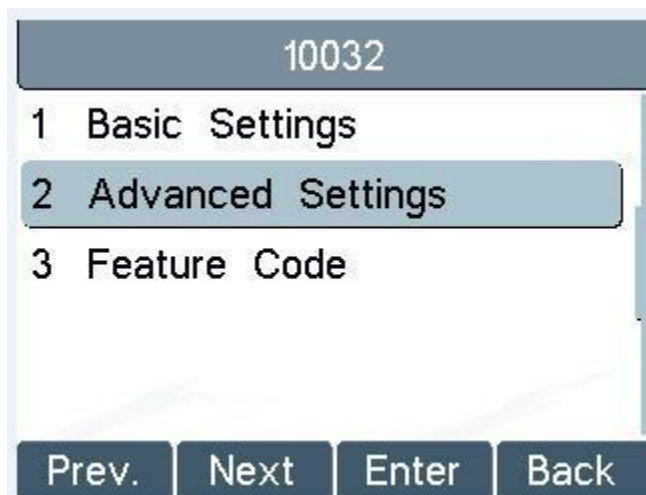 10032
1 Basic Settings
2 Advanced Settings
3 Feature Code
Prev. Next Enter Back